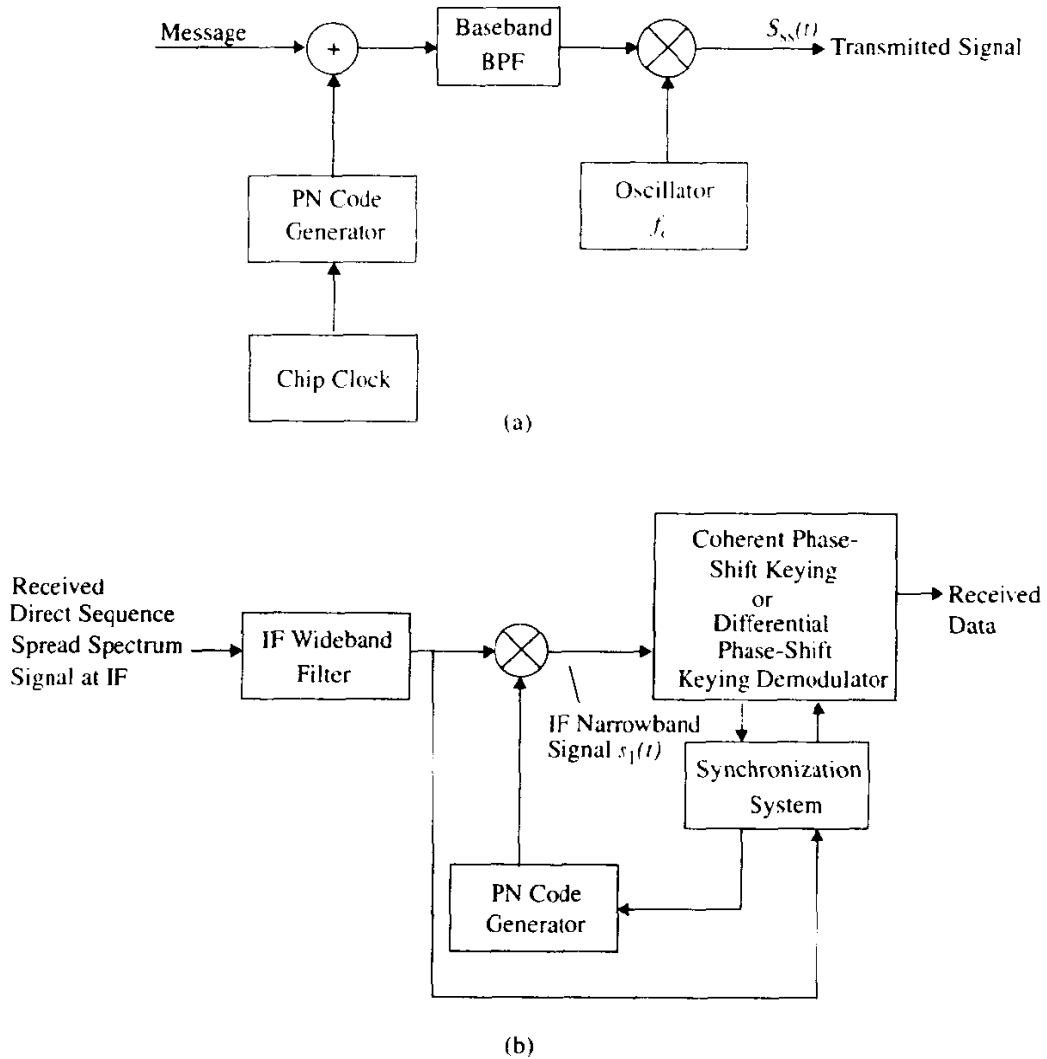 Message
+
Baseband
BPF
S_ss(t)
Transmitted Signal
PN Code
Generator
Oscillator
f_c
Chip Clock
(a)
Received
Direct Sequence
Spread Spectrum
Signal at IF
IF Wideband
Filter
IF Narrowband
Signal s_1(t)
Coherent Phase-
Shift Keying
or
Differential
Phase-Shift
Keying Demodulator
Received
Data
Synchronization
System
PN Code
Generator
(b)